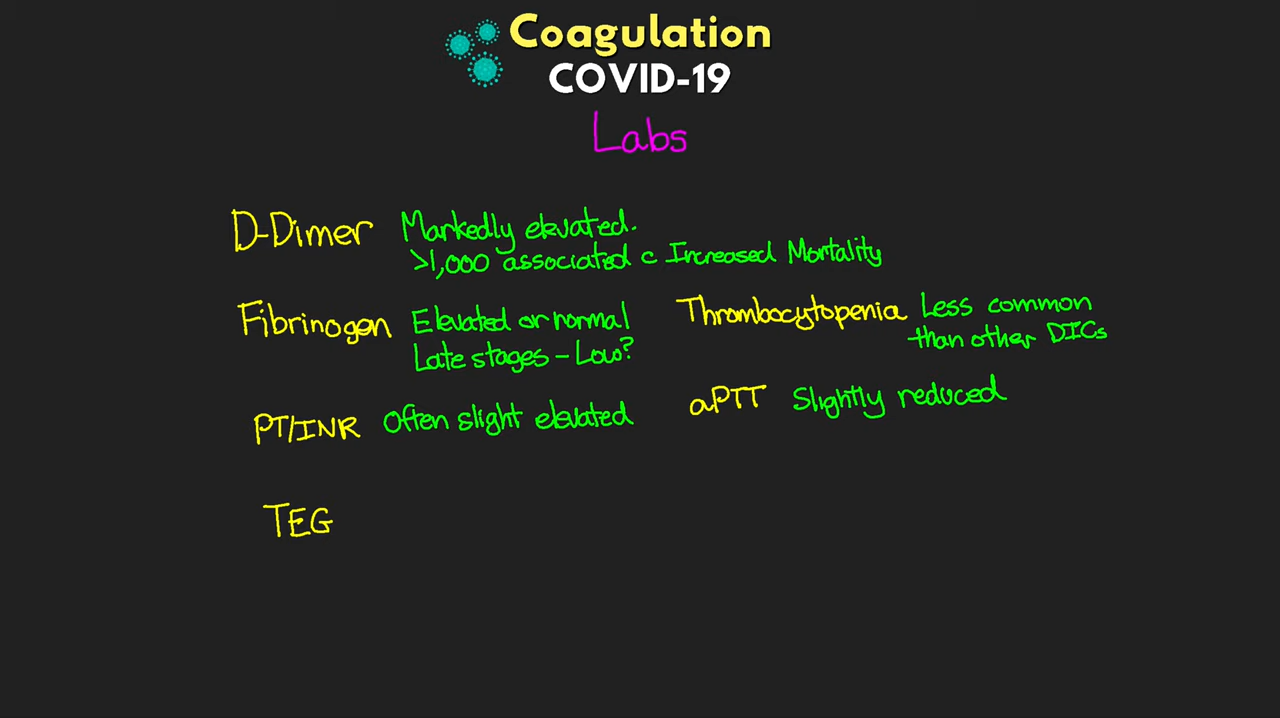 Coagulation
COVID-19
Labs
D-Dimer Markedly elevated.
>1,000 associated c Increased Mortality
Fibrinogen Elevated or normal
Late stages - Low?
Thrombocytopenia Less common
than other DICs
PT/INR Often slight elevated
aPTT Slightly reduced
TEG